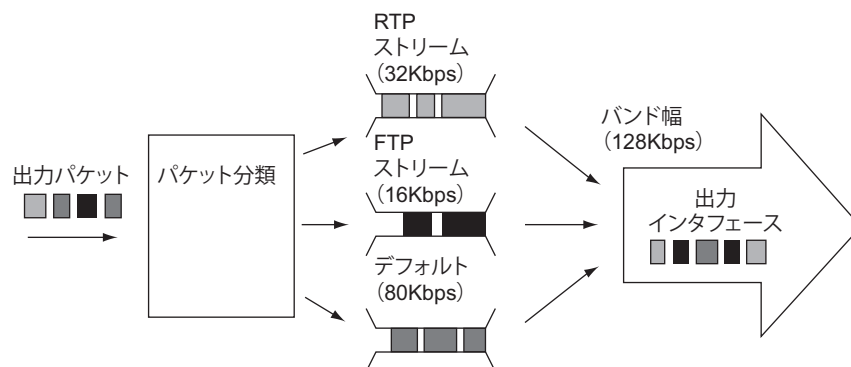 RTP
ストリーム
(32Kbps)
出力パケット
パケット分類
FTP
ストリーム
(16Kbps)
デフォルト
(80Kbps)
バンド幅
(128Kbps)
出力
インタフェース